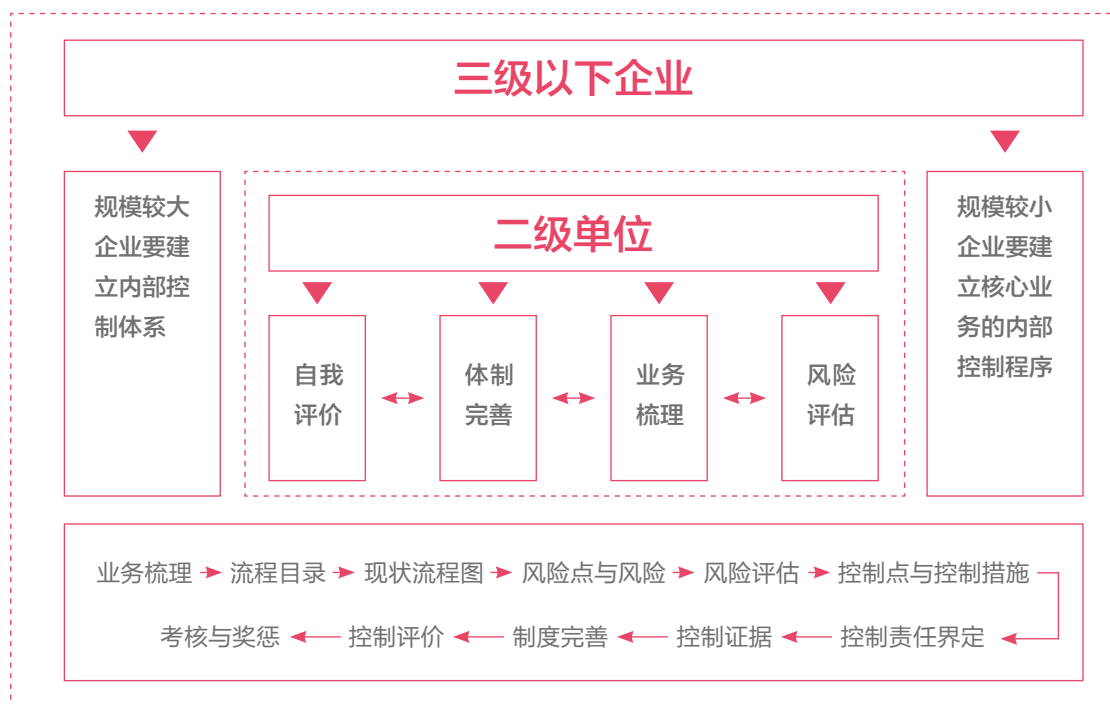 三级以下企业
规模较大
企业要建
立内部控
制体系
二级单位
自我
评价
体制
完善
业务
梳理
风险
评估
规模较小
企业要建
立核心业
务的内部
控制程序
业务梳理 流程目录 现状流程图 风险点与风险 风险评估 控制点与控制措施
考核与奖惩 控制评价 制度完善 控制证据 控制责任界定